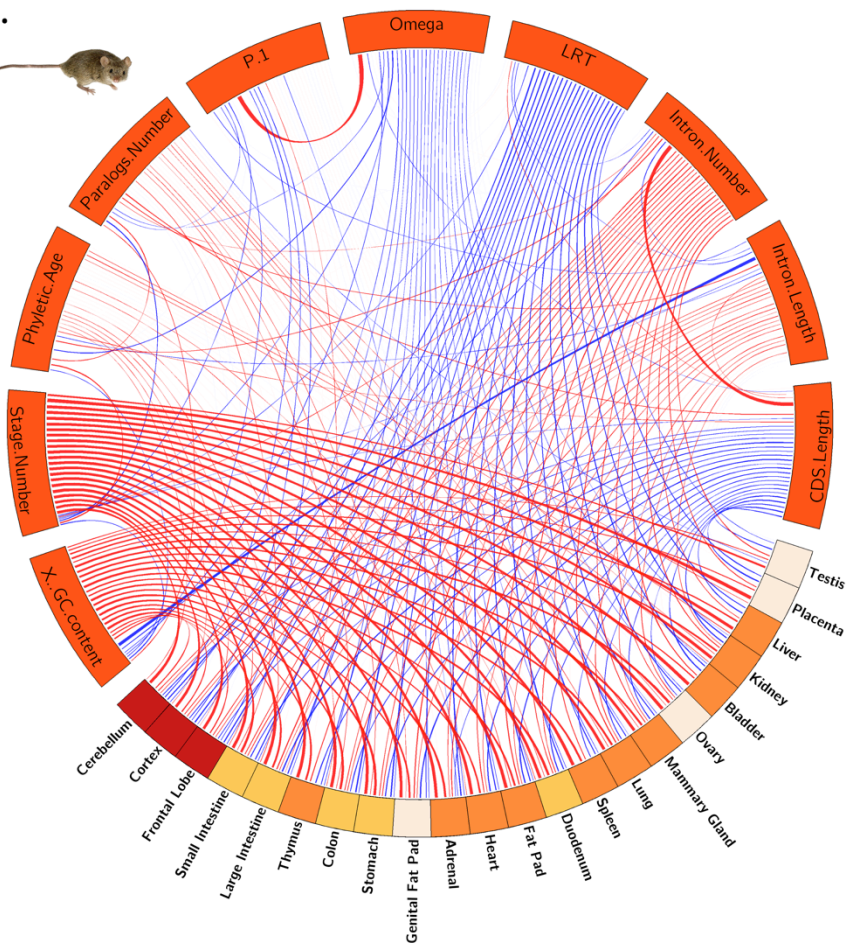 .
Omega
P.1
LRT
Paralogs.Number
Intron.Number
Phyletic.Age
Intron.Length
Stage.Number
CDS.Length
X..GC.content
Testis
Placenta
Liver
Kidney
Bladder
Ovary
Mammary Gland
Lung
Spleen
Duodenum
Fat Pad
Heart
Adrenal
Genital Fat Pad
Stomach
Colon
Thymus
Large Intestine
Small Intestine
Frontal Lobe
Cortex
Cerebellum